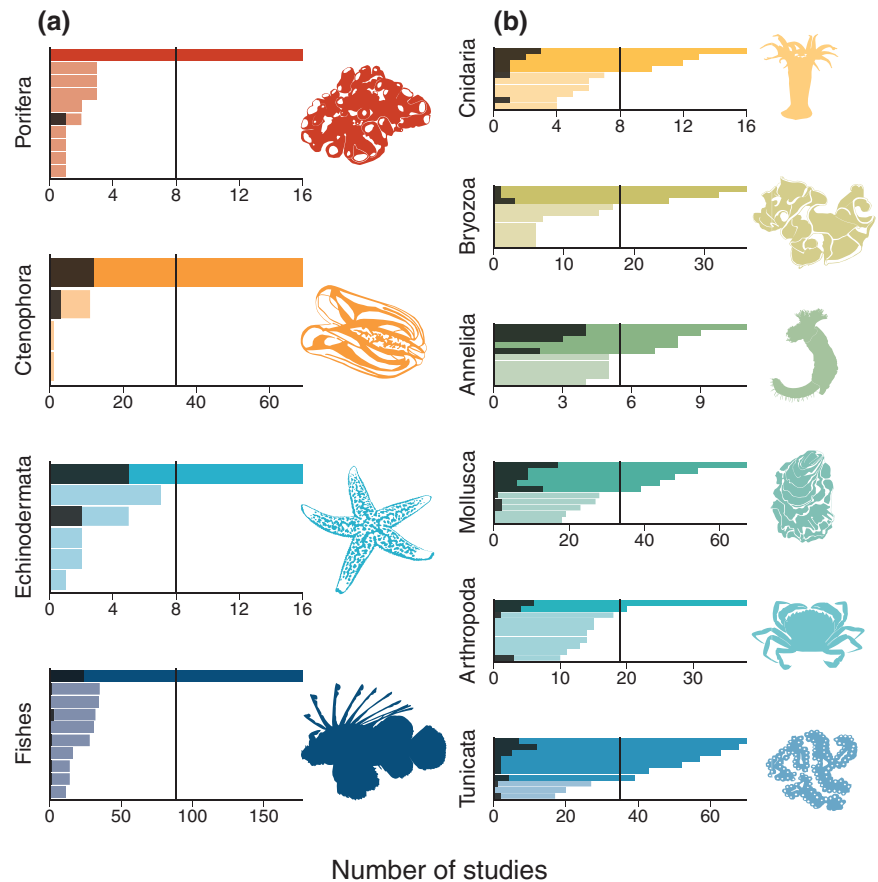 (a)
Porifera
0 4 8 12 16
Ctenophora
0 20 40 60
Echinodermata
0 4 8 12 16
Fishes
0 50 100 150
(b)
Cnidaria
0 4 8 12 16
Bryozoa
0 10 20 30
Annelida
0 3 6 9
Mollusca
0 20 40 60
Arthropoda
0 10 20 30
Tunicata
0 20 40 60
Number of studies